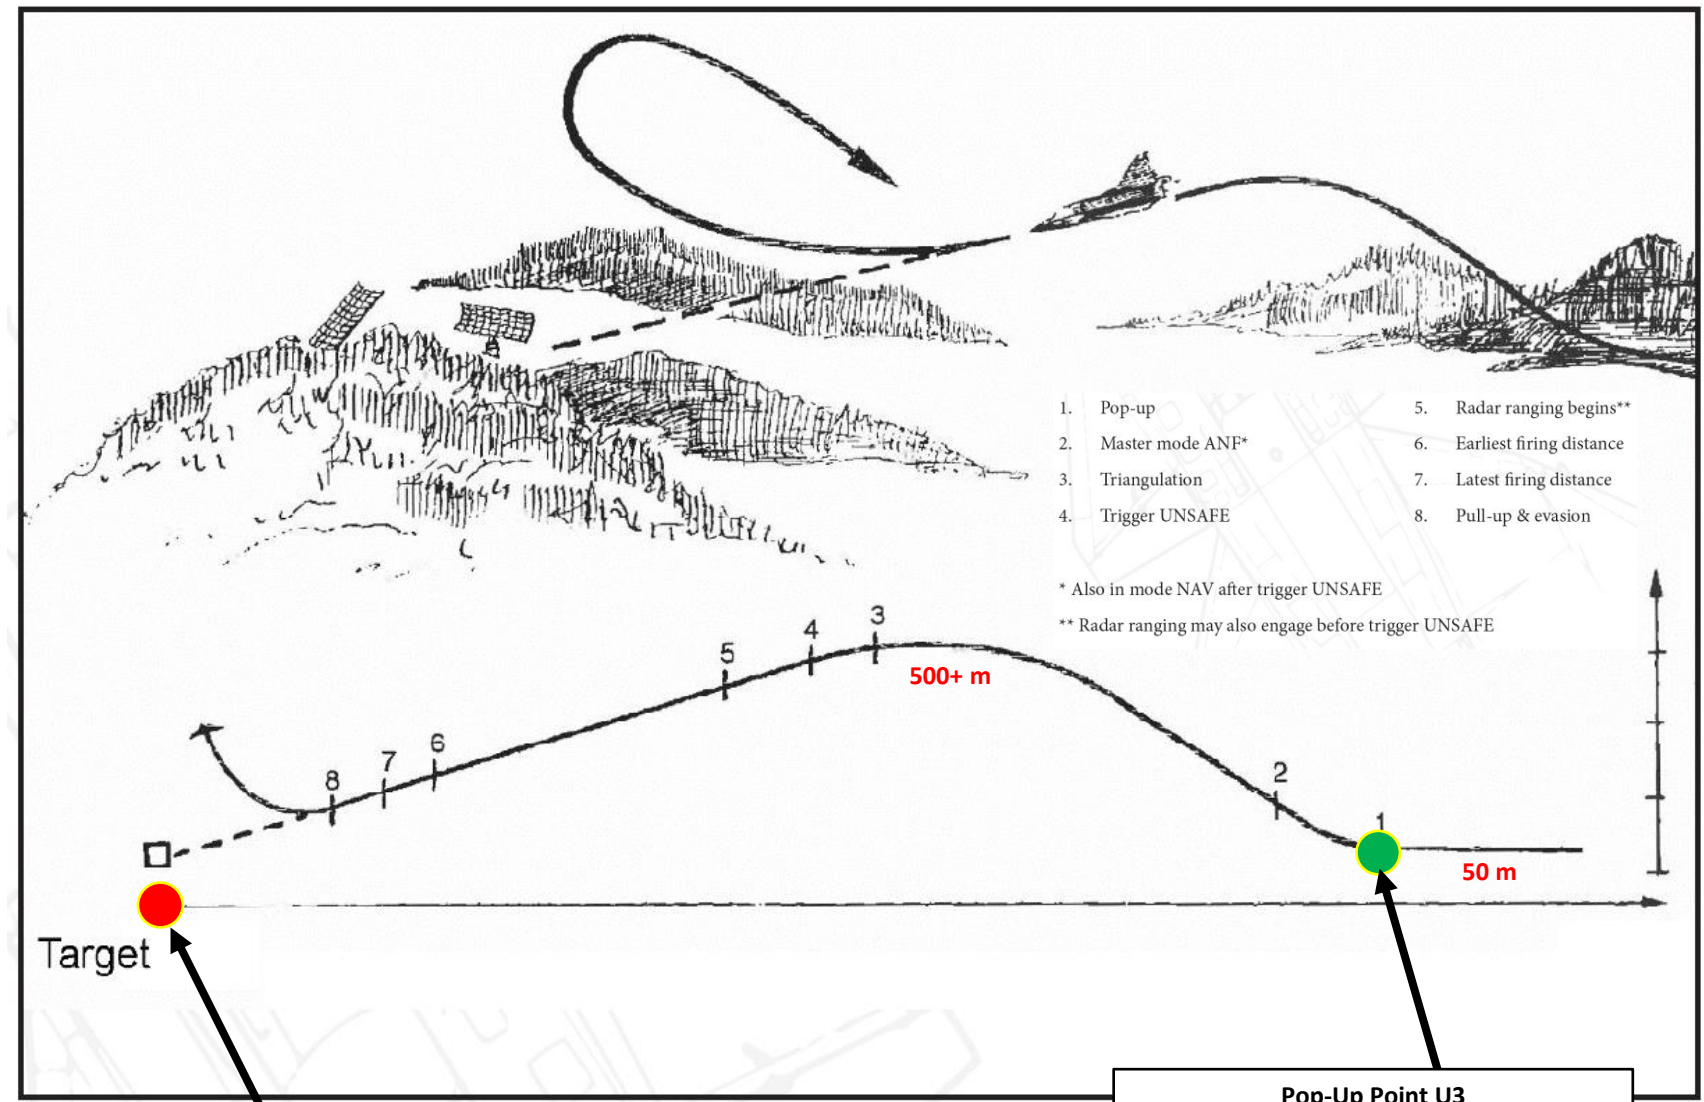 1. Pop-up
2. Master mode ANF*
3. Triangulation
4. Trigger UNSAFE
5. Radar ranging begins**
6. Earliest firing distance
7. Latest firing distance
8. Pull-up & evasion
* Also in mode NAV after trigger UNSAFE
** Radar ranging may also engage before trigger UNSAFE
3
4
5
500+ m
6
7
8
2
1
50 m
Target
Pop-Up Point U3